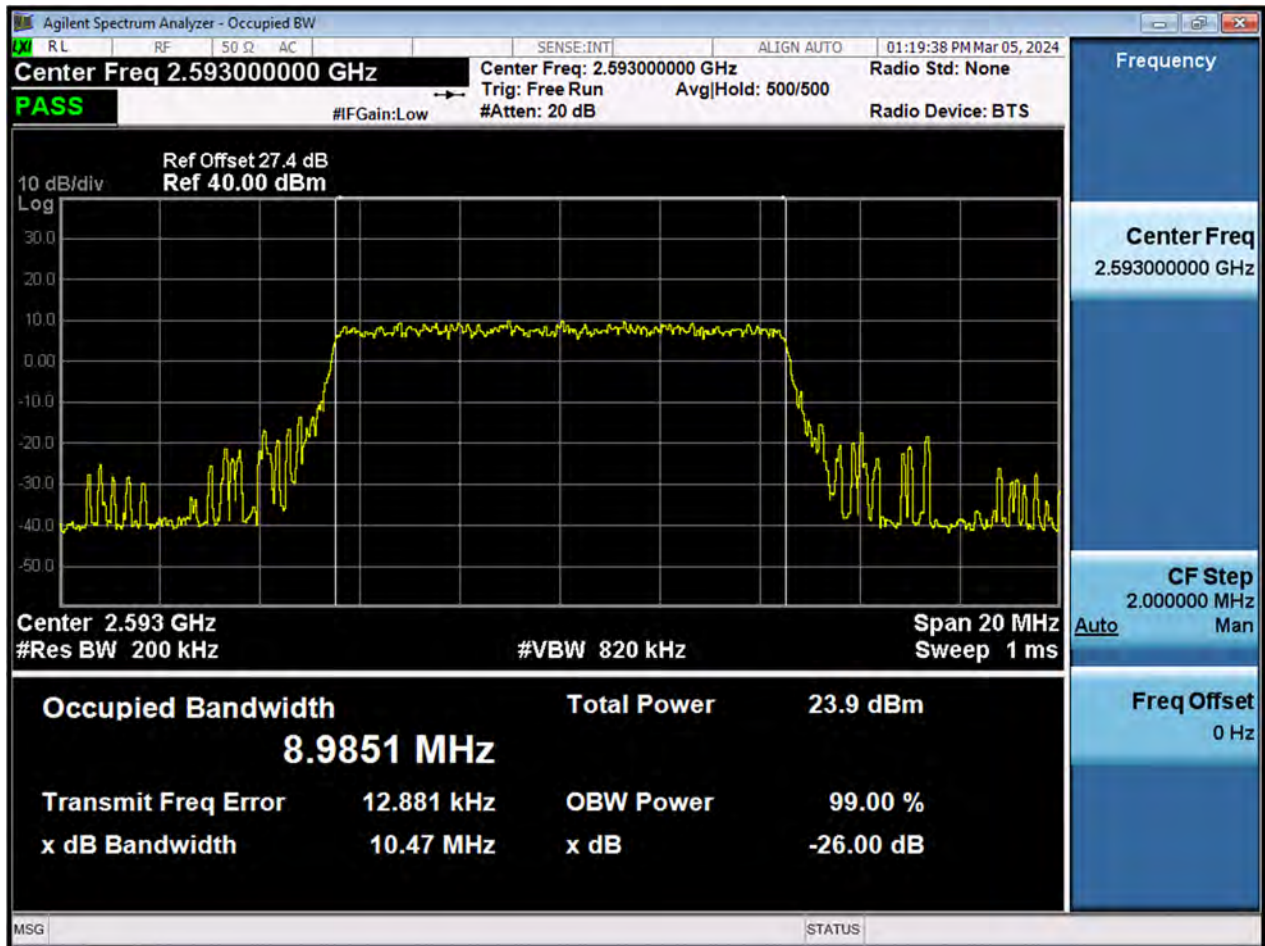 Agilent Spectrum Analyzer - Occupied BW
LXI RL RF 50 Ω AC SENSE:INT ALIGN AUTO 01:19:38 PM Mar 05, 2024
Center Freq 2.593000000 GHz
Center Freq: 2.593000000 GHz
Radio Std: None
Trig: Free Run Avg|Hold: 500/500
PASS
#IFGain:Low
#Atten: 20 dB
Radio Device: BTS
Ref Offset 27.4 dB
10 dB/div Ref 40.00 dBm
Log
30.0
20.0
10.0
0.00
-10.0
-20.0
-30.0
-40.0
-50.0
Center 2.593 GHz Span 20 MHz
#Res BW 200 kHz #VBW 820 kHz Sweep 1 ms
Occupied Bandwidth Total Power 23.9 dBm
8.9851 MHz
Transmit Freq Error 12.881 kHz OBW Power 99.00 %
x dB Bandwidth 10.47 MHz x dB -26.00 dB
MSG STATUS
Frequency
Center Freq
2.593000000 GHz
CF Step
2.000000 MHz
Auto Man
Freq Offset
0 Hz